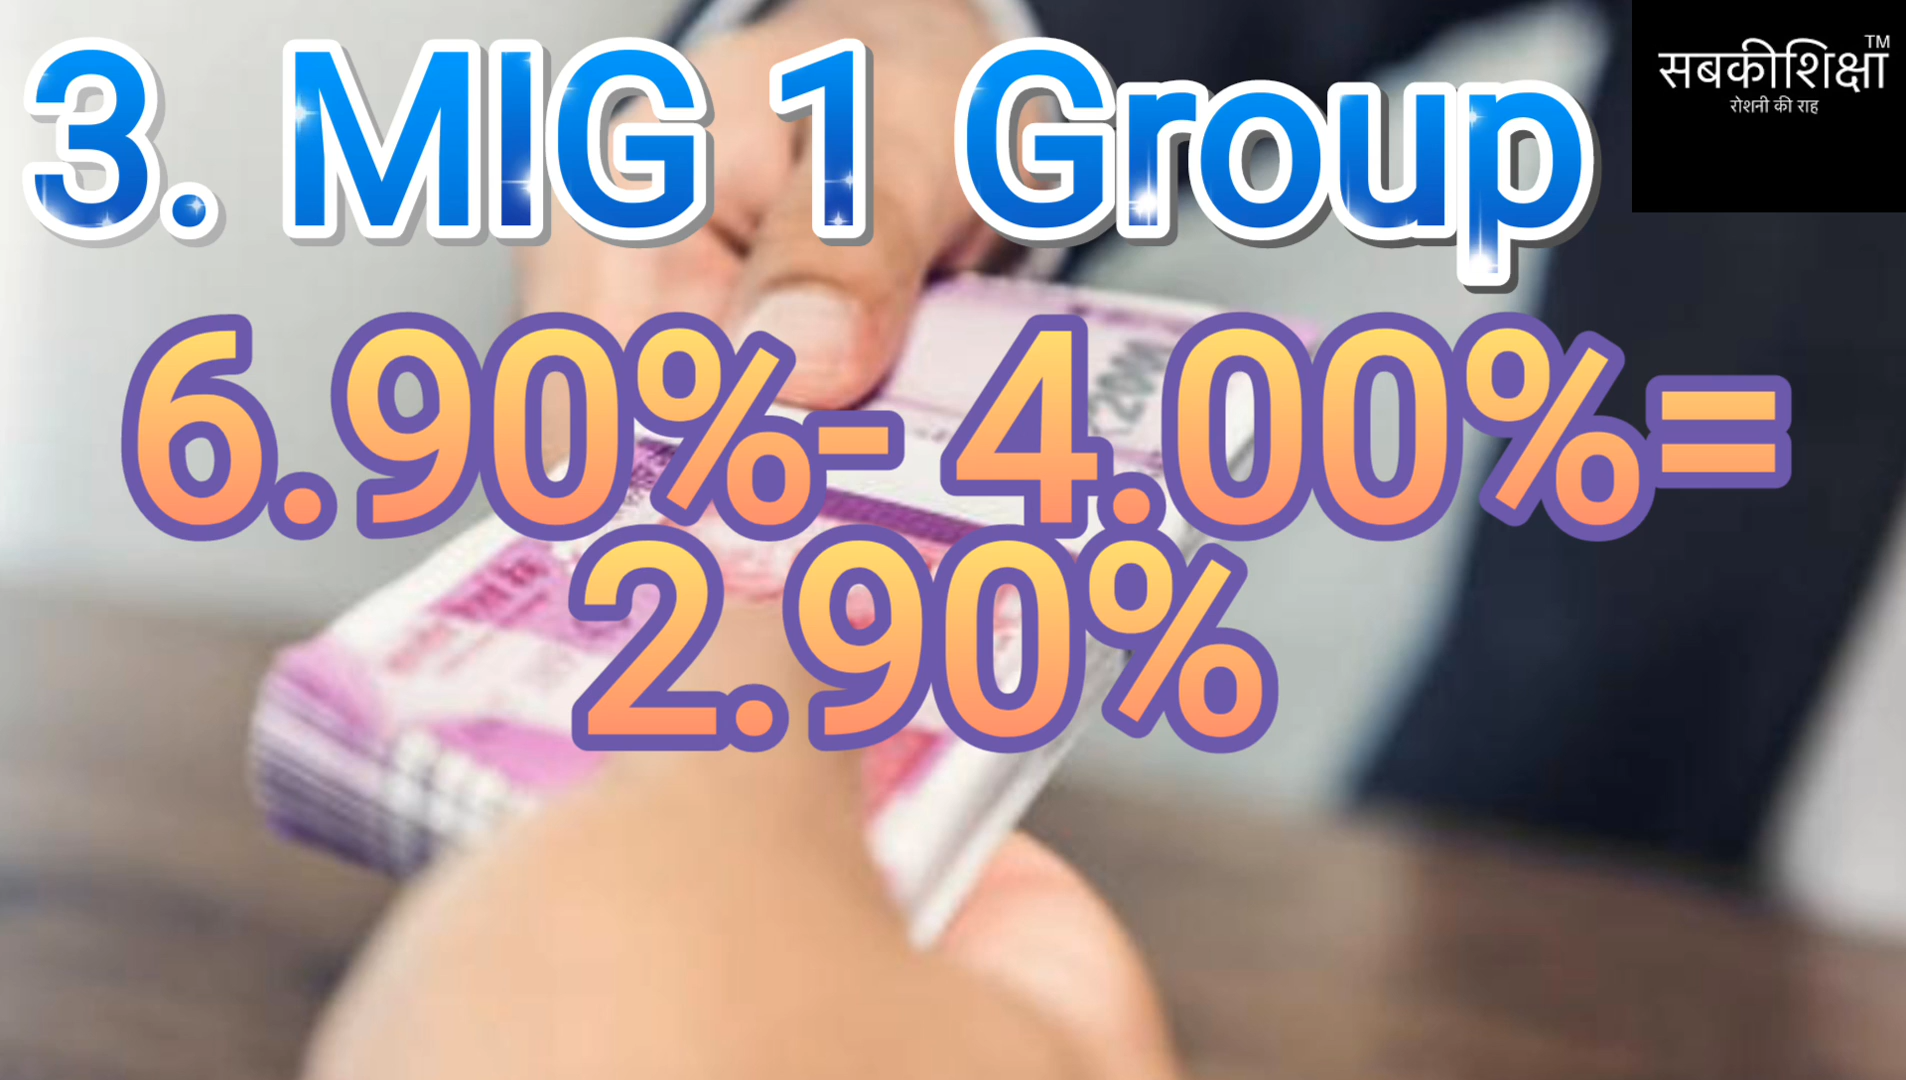 3. MIG 1 Group
सबकीशिक्षा TM
रोशनी की राह
6.90%- 4.00%=
2.90%